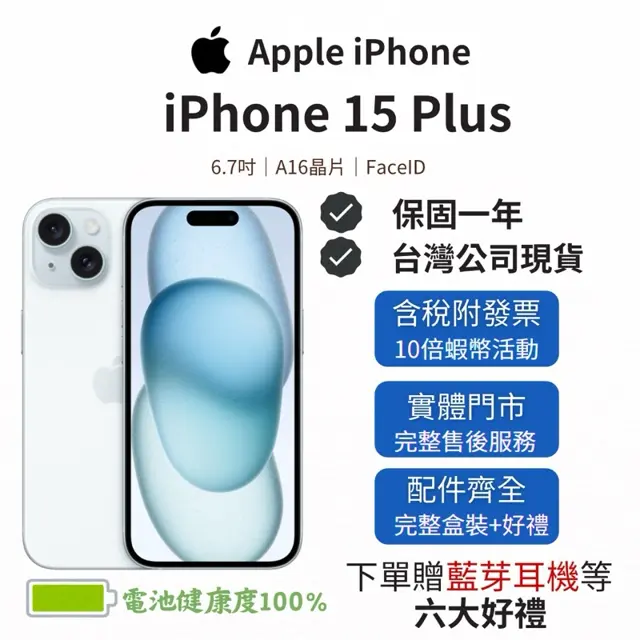 Apple iPhone
iPhone 15 Plus
6.7吋｜A16晶片｜FaceID
保固一年
台灣公司現貨
含稅附發票
10倍蝦幣活動
實體門市
完整售後服務
配件齊全
完整盒裝+好禮
電池健康度100%
下單贈藍芽耳機等
六大好禮